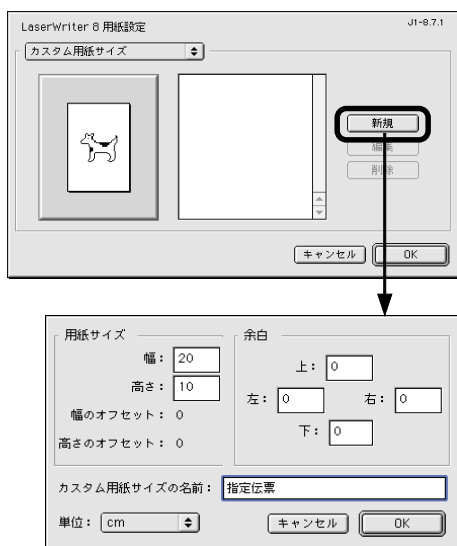 LaserWriter 8 用紙設定
J1-8.7.1
カスタム用紙サイズ
新規
編集
削除
キャンセル
OK
用紙サイズ
幅： 20
高さ： 10
幅のオフセット： 0
高さのオフセット： 0
余白
上： 0
左： 0
右： 0
下： 0
カスタム用紙サイズの名前： 指定伝票
単位： cm
キャンセル
OK